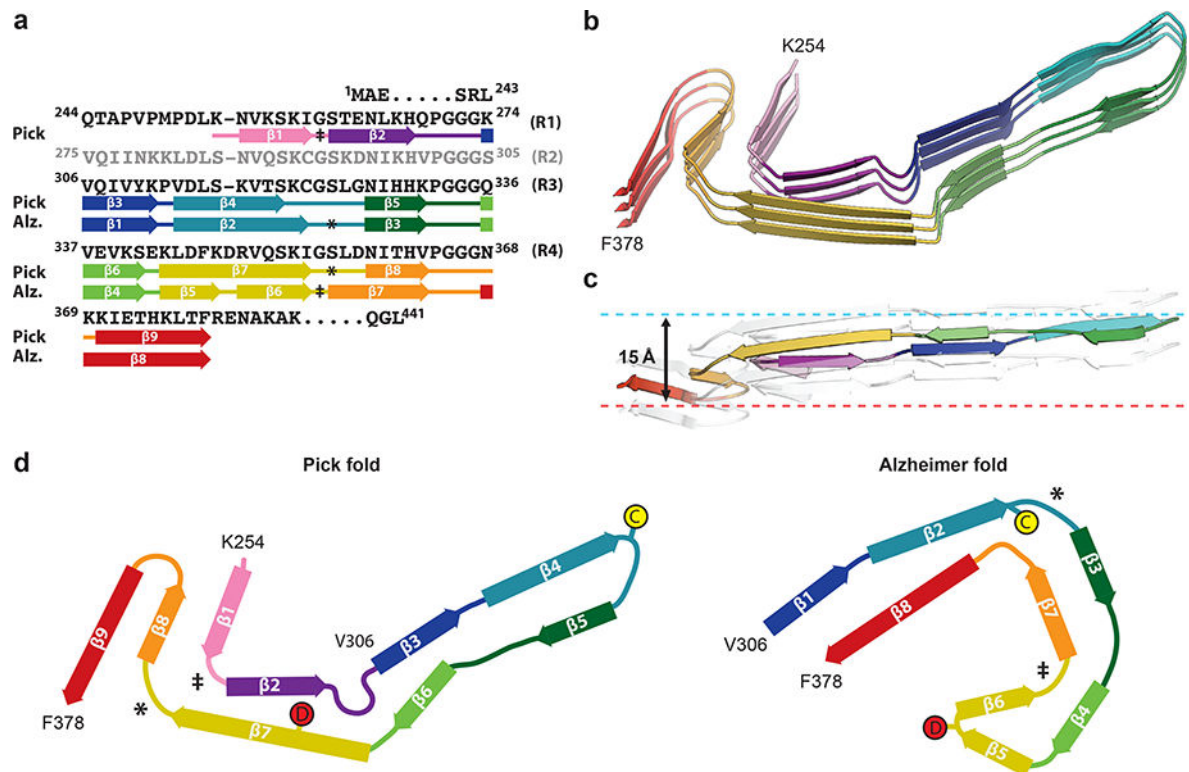 a
¹MAE.....SRL²⁴³
²⁴⁴QTAPVPMPDLK-NVKSKIGSTENLKHQPGGGK²⁷⁴ (R1)
Pick β1 ‡ β2
²⁷⁵VQIINKKLDLS-NVQSKCGSKDNIKHVPGGGS³⁰⁵ (R2)
³⁰⁶VQIVYKPVDLS-KVTSKCGSLGNIHHKPGGGQ³³⁶ (R3)
Pick β3 β4 β5
Alz. β1 β2 * β3
³³⁷VEVKSEKLDFKDRVQSKIGSLDNITHVPGGGN³⁶⁸ (R4)
Pick β6 β7 * β8
Alz. β4 β5 β6 ‡ β7
³⁶⁹KKIETHKLTFRENAKAK.....QGL⁴⁴¹
Pick β9
Alz. β8
b
K254
F378
c
15 Å
d
Pick fold
K254
β9 β8 β1 β2 β3 β4 β5 β6 β7
V306
C
D
‡
*
F378
Alzheimer fold
β1 β2 β3 β4 β5 β6 β7 β8
*
C
V306
F378
‡
D